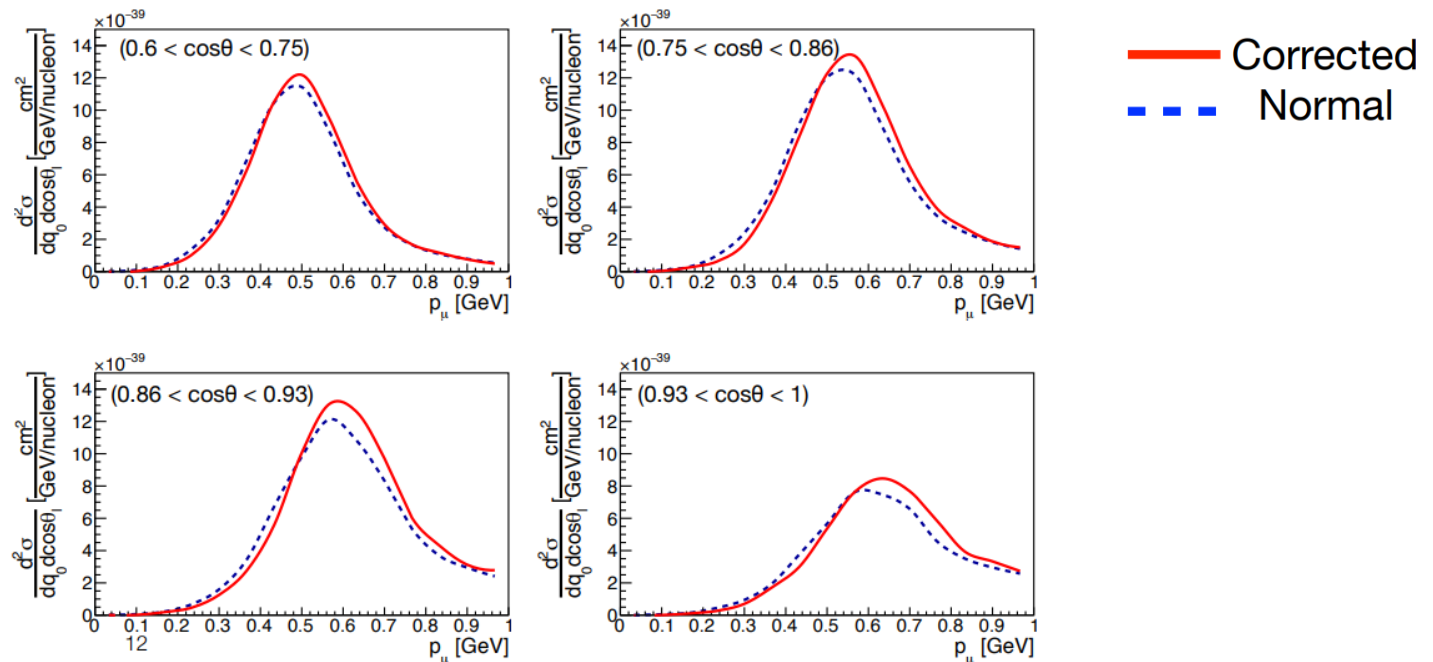 ×10⁻³⁹
(0.6 < cosθ < 0.75)
d²σ / dq₀ dcosθₗ [cm² / GeV/nucleon]
14
12
10
8
6
4
2
0
0 0.1 0.2 0.3 0.4 0.5 0.6 0.7 0.8 0.9 1
p_μ [GeV]
×10⁻³⁹
(0.75 < cosθ < 0.86)
d²σ / dq₀ dcosθₗ [cm² / GeV/nucleon]
14
12
10
8
6
4
2
0
0 0.1 0.2 0.3 0.4 0.5 0.6 0.7 0.8 0.9 1
p_μ [GeV]
Corrected
Normal
×10⁻³⁹
(0.86 < cosθ < 0.93)
d²σ / dq₀ dcosθₗ [cm² / GeV/nucleon]
14
12
10
8
6
4
2
0
0 0.1 0.2 0.3 0.4 0.5 0.6 0.7 0.8 0.9 1
p_μ [GeV]
12
×10⁻³⁹
(0.93 < cosθ < 1)
d²σ / dq₀ dcosθₗ [cm² / GeV/nucleon]
14
12
10
8
6
4
2
0
0 0.1 0.2 0.3 0.4 0.5 0.6 0.7 0.8 0.9 1
p_μ [GeV]